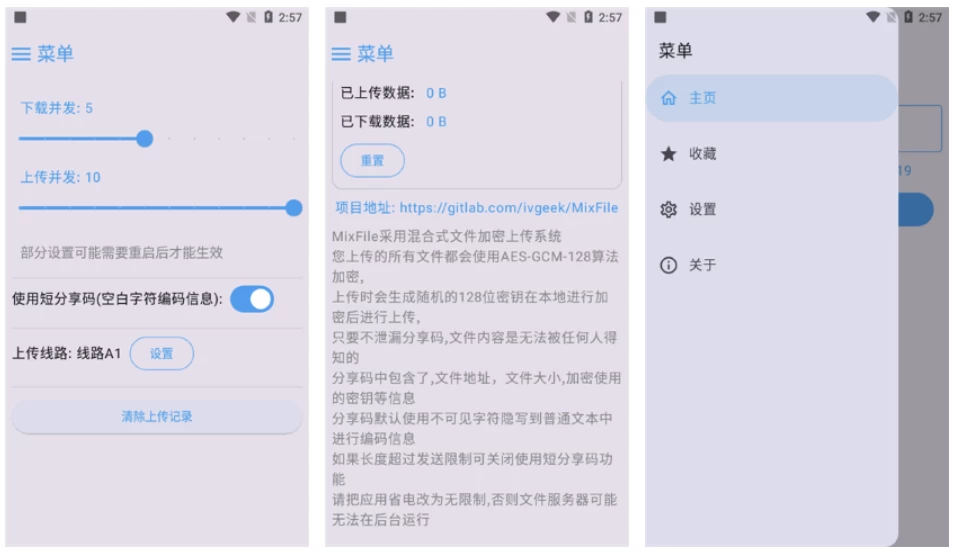 2:57
菜单
下载并发: 5
上传并发: 10
部分设置可能需要重启后才能生效
使用短分享码(空白字符编码信息):
上传线路: 线路A1
设置
清除上传记录
2:57
菜单
已上传数据: 0 B
已下载数据: 0 B
重置
项目地址: https://gitlab.com/ivgeek/MixFile
MixFile采用混合式文件加密上传系统
您上传的所有文件都会使用AES-GCM-128算法
加密,
上传时会生成随机的128位密钥在本地进行加
密后进行上传,
只要不泄漏分享码,文件内容是无法被任何人得
知的
分享码中包含了,文件地址，文件大小,加密使用
的密钥等信息
分享码默认使用不可见字符隐写到普通文本中
进行编码信息
如果长度超过发送限制可关闭使用短分享码功
能
请把应用省电改为无限制,否则文件服务器可能
无法在后台运行
2:57
菜单
主页
收藏
设置
关于
19